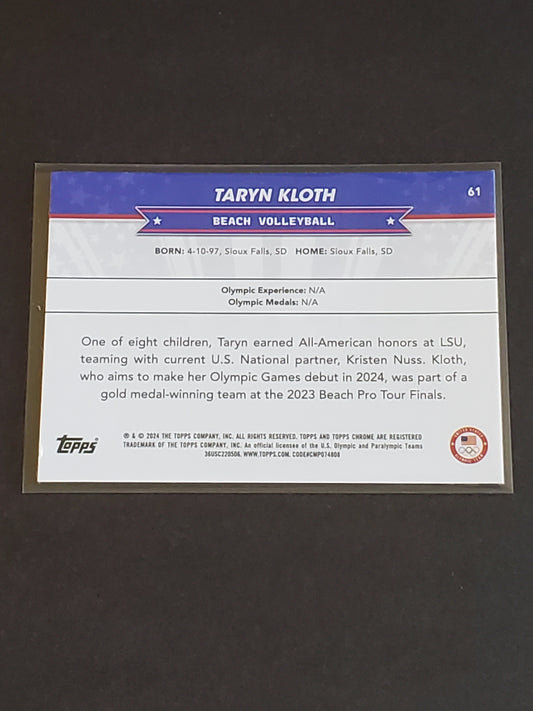 TARYN KLOTH
61
BEACH VOLLEYBALL
BORN: 4-10-97, Sioux Falls, SD HOME: Sioux Falls, SD
Olympic Experience: N/A
Olympic Medals: N/A
One of eight children, Taryn earned All-American honors at LSU,
teaming with current U.S. National partner, Kristen Nuss. Kloth,
who aims to make her Olympic Games debut in 2024, was part of a
gold medal-winning team at the 2023 Beach Pro Tour Finals.
Topps
® & © 2024 THE TOPPS COMPANY, INC. ALL RIGHTS RESERVED. TOPPS AND TOPPS CHROME ARE REGISTERED
TRADEMARK OF THE TOPPS COMPANY, INC. An official licensee of the U.S. Olympic and Paralympic Teams
36USC220506. WWW.TOPPS.COM. CODE#CMP074808